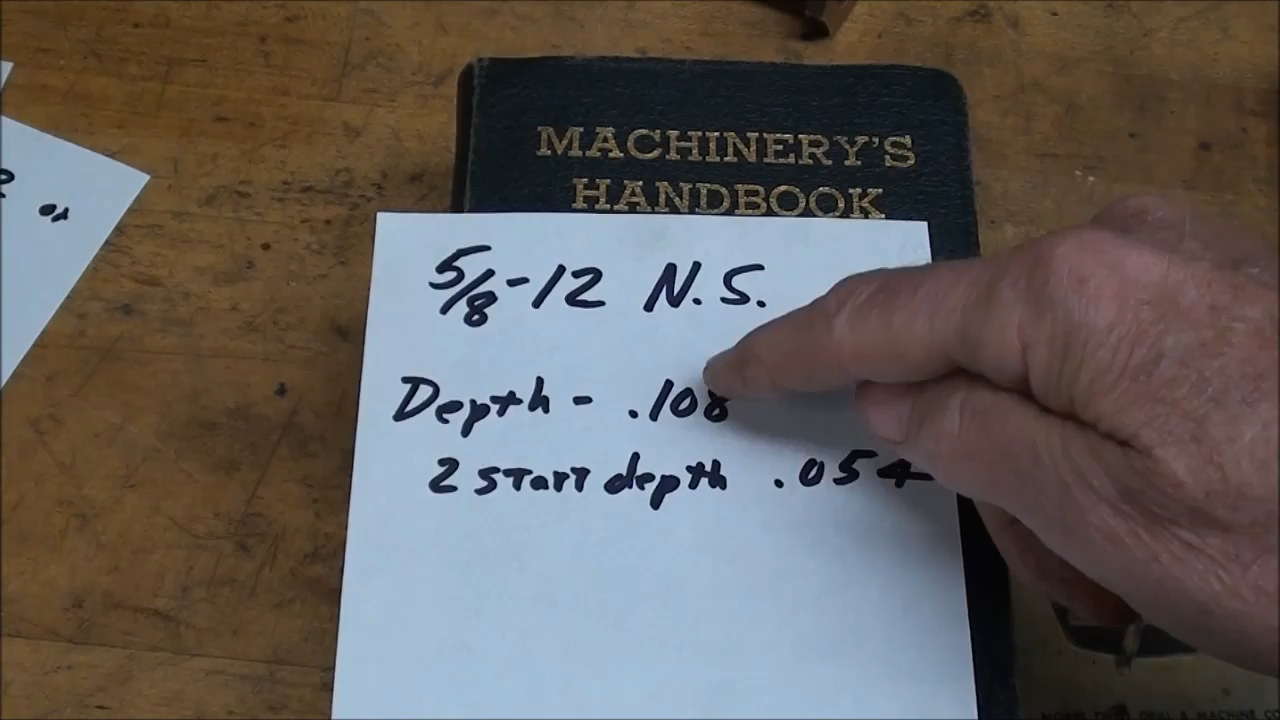 MACHINERY'S
HANDBOOK
5/8-12 N.S.
Depth - .108
2 start depth .054